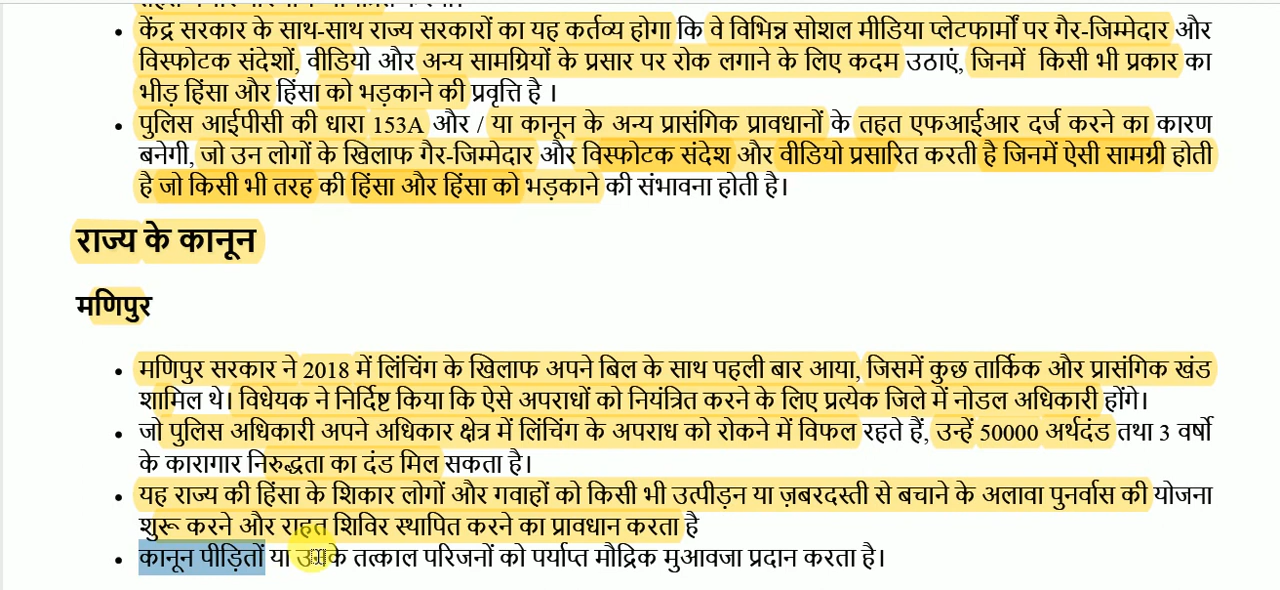 केंद्र सरकार के साथ-साथ राज्य सरकारों का यह कर्तव्य होगा कि वे विभिन्न सोशल मीडिया प्लेटफार्मों पर गैर-जिम्मेदार और
विस्फोटक संदेशों, वीडियो और अन्य सामग्रियों के प्रसार पर रोक लगाने के लिए कदम उठाएं, जिनमें किसी भी प्रकार का
भीड़ हिंसा और हिंसा को भड़काने की प्रवृत्ति है ।
पुलिस आईपीसी की धारा 153A और / या कानून के अन्य प्रासंगिक प्रावधानों के तहत एफआईआर दर्ज करने का कारण
बनेगी, जो उन लोगों के खिलाफ गैर-जिम्मेदार और विस्फोटक संदेश और वीडियो प्रसारित करती है जिनमें ऐसी सामग्री होती
है जो किसी भी तरह की हिंसा और हिंसा को भड़काने की संभावना होती है।
राज्य के कानून
मणिपुर
मणिपुर सरकार ने 2018 में लिंचिंग के खिलाफ अपने बिल के साथ पहली बार आया, जिसमें कुछ तार्किक और प्रासंगिक खंड
शामिल थे। विधेयक ने निर्दिष्ट किया कि ऐसे अपराधों को नियंत्रित करने के लिए प्रत्येक जिले में नोडल अधिकारी होंगे।
जो पुलिस अधिकारी अपने अधिकार क्षेत्र में लिंचिंग के अपराध को रोकने में विफल रहते हैं, उन्हें 50000 अर्थदंड तथा 3 वर्षो
के कारागार निरुद्धता का दंड मिल सकता है।
यह राज्य की हिंसा के शिकार लोगों और गवाहों को किसी भी उत्पीड़न या ज़बरदस्ती से बचाने के अलावा पुनर्वास की योजना
शुरू करने और राहत शिविर स्थापित करने का प्रावधान करता है
कानून पीड़ितों या उनके तत्काल परिजनों को पर्याप्त मौद्रिक मुआवजा प्रदान करता है।